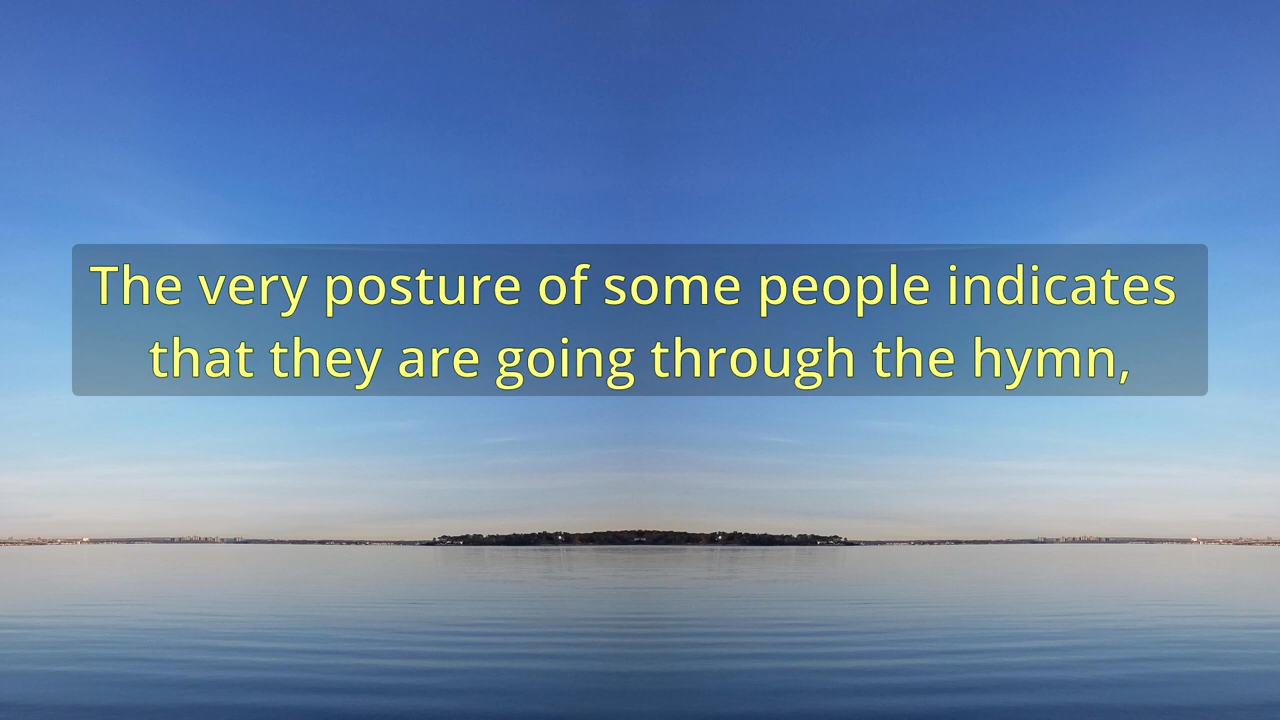 The very posture of some people indicates
that they are going through the hymn,